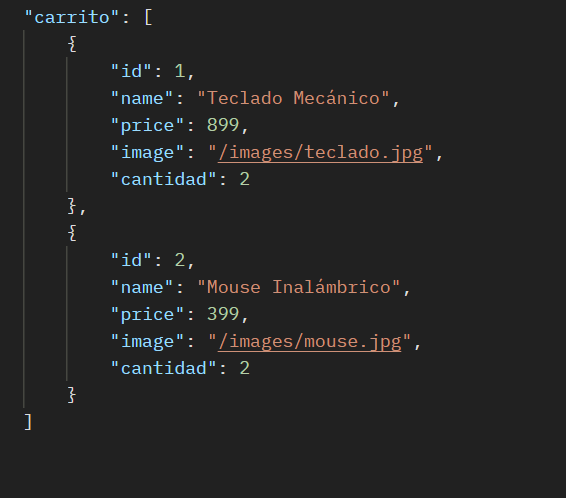 "carrito": [
{
"id": 1,
"name": "Teclado Mecánico",
"price": 899,
"image": "/images/teclado.jpg",
"cantidad": 2
},
{
"id": 2,
"name": "Mouse Inalámbrico",
"price": 399,
"image": "/images/mouse.jpg",
"cantidad": 2
}
]